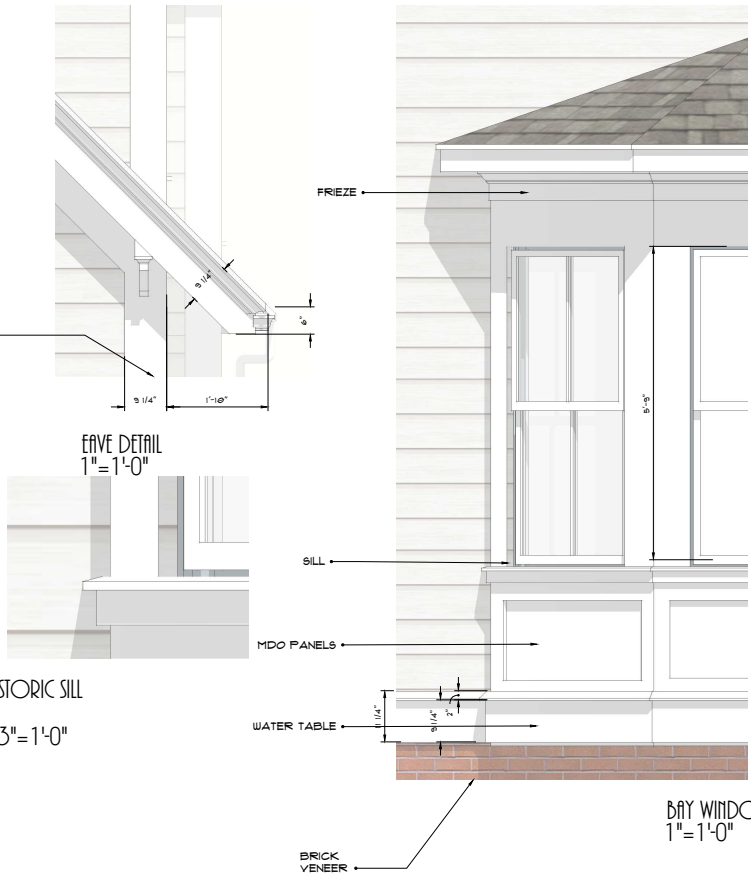 9 1/4"
6"
9 1/4"
1'-10"
EAVE DETAIL
1"=1'-0"
STORIC SILL
3"=1'-0"
FRIEZE
5'-9"
SILL
MDO PANELS
11 1/4"
9 1/4"
2"
WATER TABLE
BRICK
VENEER
BAY WINDO
1"=1'-0"